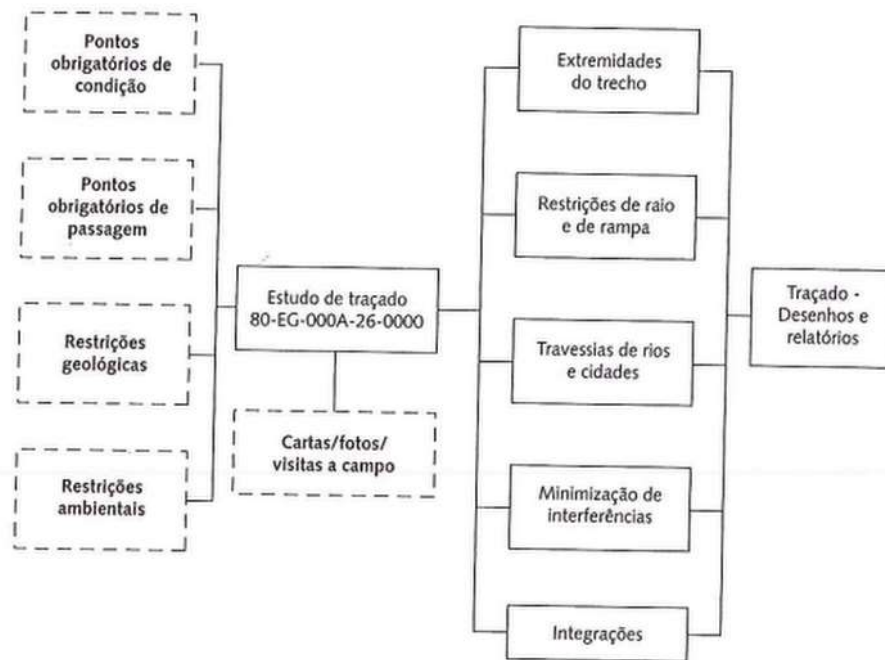 Pontos
obrigatórios de
condição
Pontos
obrigatórios de
passagem
Restrições
geológicas
Restrições
ambientais
Estudo de traçado
80-EG-000A-26-0000
Cartas/fotos/
visitas a campo
Extremidades
do trecho
Restrições de raio
e de rampa
Travessias de rios
e cidades
Minimização de
interferências
Integrações
Traçado -
Desenhos e
relatórios